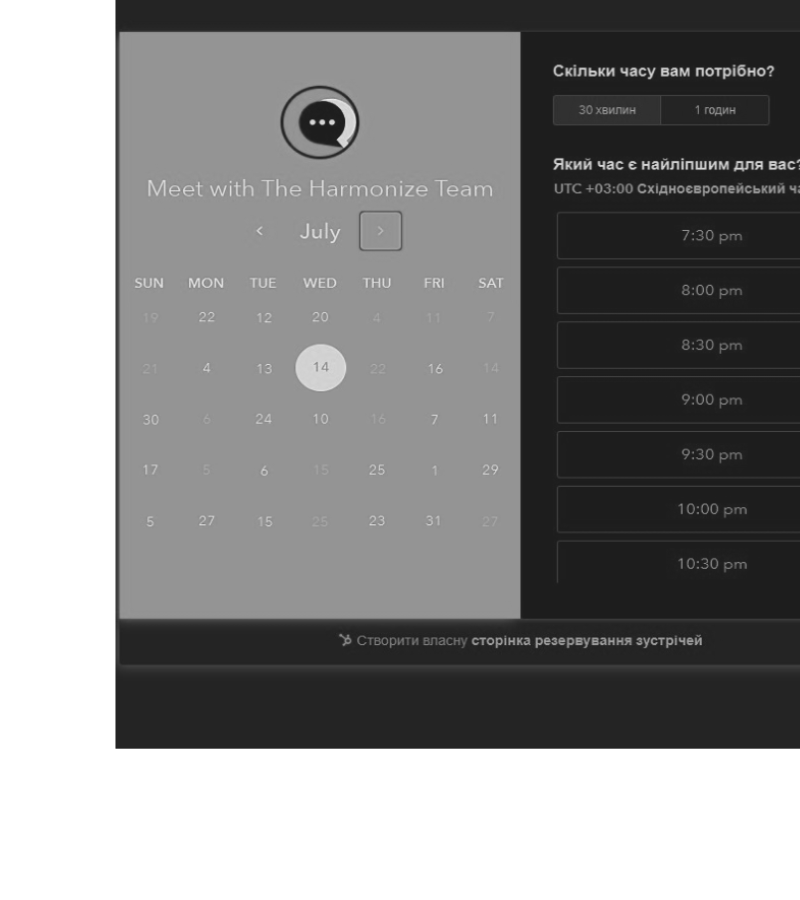 Meet with The Harmonize Team
July
SUN MON TUE WED THU FRI SAT
19 22 12 20 4 11 7
21 4 13 14 22 16 14
30 6 24 10 16 7 11
17 5 6 15 25 1 29
5 27 15 25 23 31 27
Скільки часу вам потрібно?
30 хвилин 1 годин
Який час є найліпшим для вас?
UTC +03:00 Східноєвропейський
7:30 pm
8:00 pm
8:30 pm
9:00 pm
9:30 pm
10:00 pm
10:30 pm
Створити власну сторінка резервування зустрічей